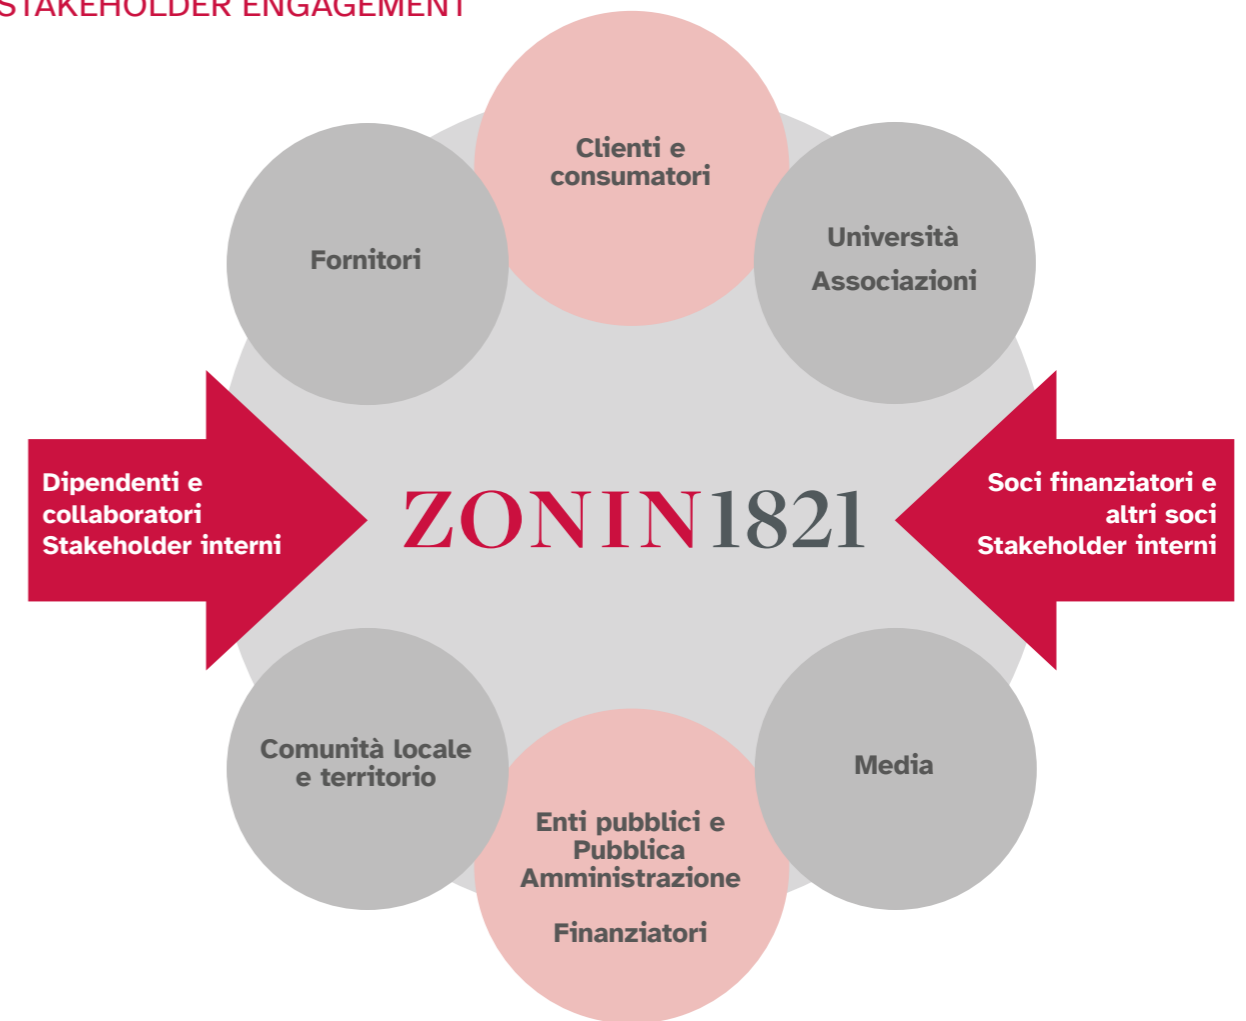 STAKEHOLDER ENGAGEMENT
Clienti e
consumatori
Fornitori
Università
Associazioni
Dipendenti e
collaboratori
Stakeholder interni
ZONIN1821
Soci finanziatori e
altri soci
Stakeholder interni
Comunità locale
e territorio
Media
Enti pubblici e
Pubblica
Amministrazione
Finanziatori